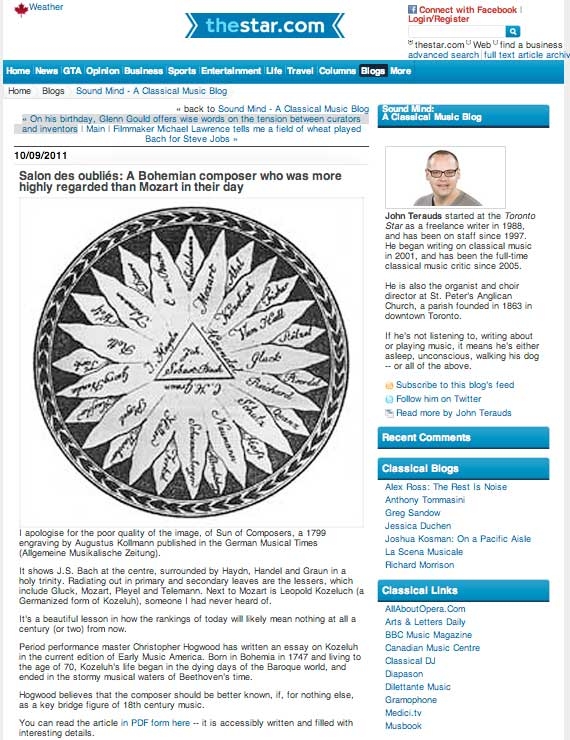 Weather
thestar.com
Connect with Facebook |
Login/Register
thestar.com Web find a business
advanced search | full text article archiv
Home News GTA Opinion Business Sports Entertainment Life Travel Columns Blogs More
Home Blogs Sound Mind - A Classical Music Blog
« back to Sound Mind - A Classical Music Blog
« On his birthday, Glenn Gould offers wise words on the tension between curators
and inventors | Main | Filmmaker Michael Lawrence tells me a field of wheat played
Bach for Steve Jobs »
10/09/2011
Salon des oubliés: A Bohemian composer who was more
highly regarded than Mozart in their day
Mozart
Van Hall
Gluck
Reichard
Quanz
Schulz
Naumann
C. H. Graun
J. Haydn
Haendel
Joh.
Sebast: Bach
I apologise for the poor quality of the image, of Sun of Composers, a 1799
engraving by Augustus Kollmann published in the German Musical Times
(Allgemeine Musikalische Zeitung).
It shows J.S. Bach at the centre, surrounded by Haydn, Handel and Graun in a
holy trinity. Radiating out in primary and secondary leaves are the lessers, which
include Gluck, Mozart, Pleyel and Telemann. Next to Mozart is Leopold Kozeluch (a
Germanized form of Kozeluh), someone I had never heard of.
It's a beautiful lesson in how the rankings of today will likely mean nothing at all a
century (or two) from now.
Period performance master Christopher Hogwood has written an essay on Kozeluh
in the current edition of Early Music America. Born in Bohemia in 1747 and living to
the age of 70, Kozeluh's life began in the dying days of the Baroque world, and
ended in the stormy musical waters of Beethoven's time.
Hogwood believes that the composer should be better known, if, for nothing else,
as a key bridge figure of 18th century music.
You can read the article in PDF form here -- it is accessibly written and filled with
interesting details.
Sound Mind:
A Classical Music Blog
John Terauds started at the Toronto
Star as a freelance writer in 1988,
and has been on staff since 1997.
He began writing on classical music
in 2001, and has been the full-time
classical music critic since 2005.
He is also the organist and choir
director at St. Peter's Anglican
Church, a parish founded in 1863 in
downtown Toronto.
If he's not listening to, writing about
or playing music, it means he's either
asleep, unconscious, walking his dog
-- or all of the above.
Subscribe to this blog's feed
Follow him on Twitter
Read more by John Terauds
Recent Comments
Classical Blogs
Alex Ross: The Rest Is Noise
Anthony Tommasini
Greg Sandow
Jessica Duchen
Joshua Kosman: On a Pacific Aisle
La Scena Musicale
Richard Morrison
Classical Links
AllAboutOpera.Com
Arts & Letters Daily
BBC Music Magazine
Canadian Music Centre
Classical DJ
Diapason
Dilettante Music
Gramophone
Medici.tv
Musbook